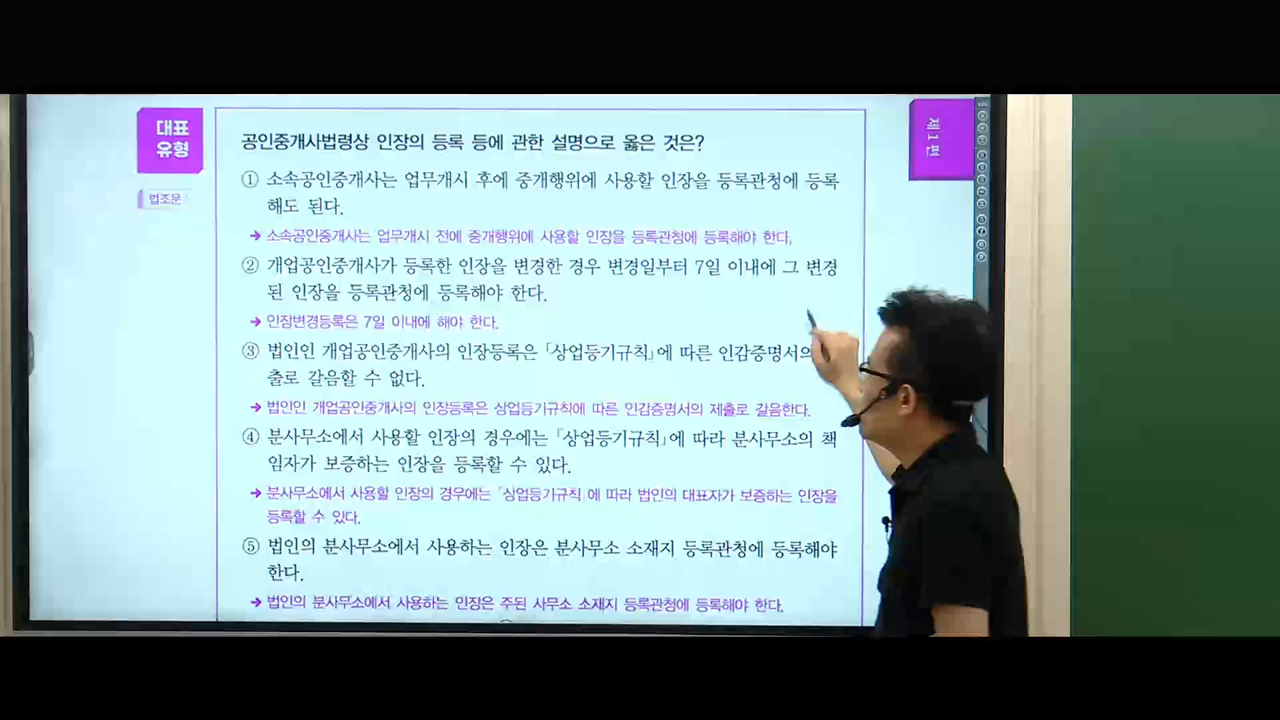 대표
유형
법조문
제1편
공인중개사법령상 인장의 등록 등에 관한 설명으로 옳은 것은?
① 소속공인중개사는 업무개시 후에 중개행위에 사용할 인장을 등록관청에 등록
해도 된다.
→ 소속공인중개사는 업무개시 전에 중개행위에 사용할 인장을 등록관청에 등록해야 한다.
② 개업공인중개사가 등록한 인장을 변경한 경우 변경일부터 7일 이내에 그 변경
된 인장을 등록관청에 등록해야 한다.
→ 인장변경등록은 7일 이내에 해야 한다.
③ 법인인 개업공인중개사의 인장등록은 「상업등기규칙」에 따른 인감증명서의
출로 갈음할 수 없다.
→ 법인인 개업공인중개사의 인장등록은 상업등기규칙에 따른 인감증명서의 제출로 갈음한다.
④ 분사무소에서 사용할 인장의 경우에는 「상업등기규칙」에 따라 분사무소의 책
임자가 보증하는 인장을 등록할 수 있다.
→ 분사무소에서 사용할 인장의 경우에는 「상업등기규칙」에 따라 법인의 대표자가 보증하는 인장을
등록할 수 있다.
⑤ 법인의 분사무소에서 사용하는 인장은 분사무소 소재지 등록관청에 등록해야
한다.
→ 법인의 분사무소에서 사용하는 인장은 주된 사무소 소재지 등록관청에 등록해야 한다.